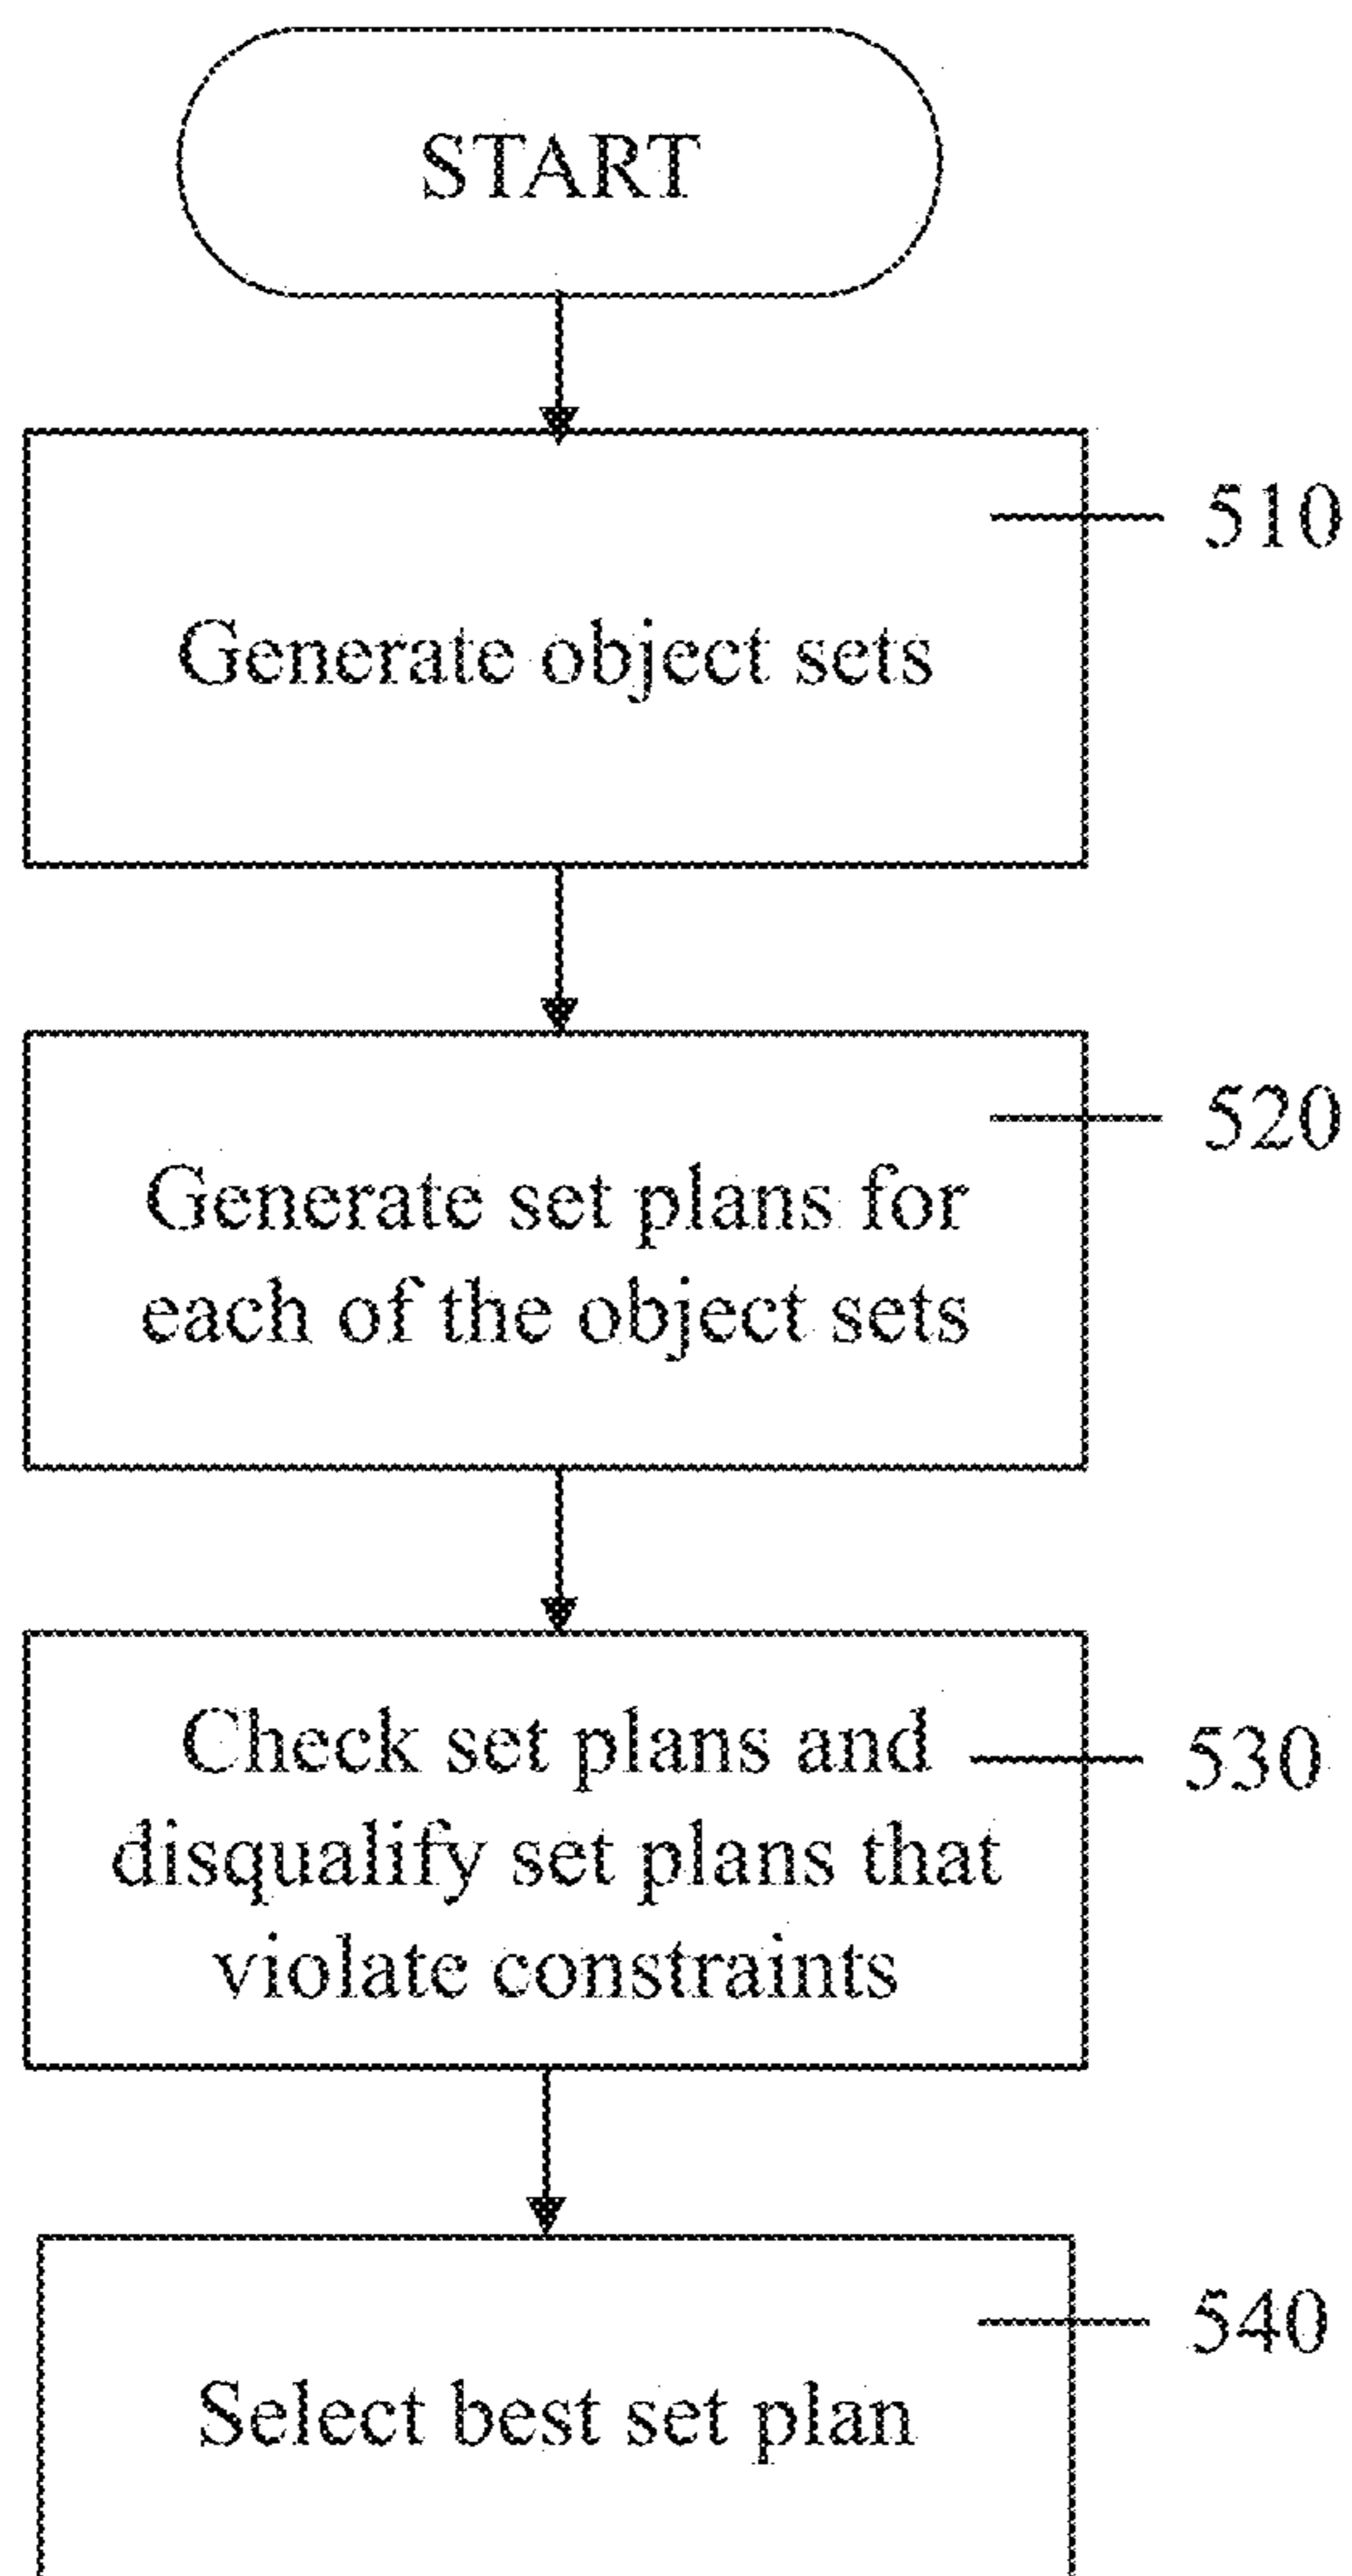 START
510
Generate object sets
520
Generate set plans for
each of the object sets
Check set plans and
530
disqualify set plans that
violate constraints
540
Select best set plan